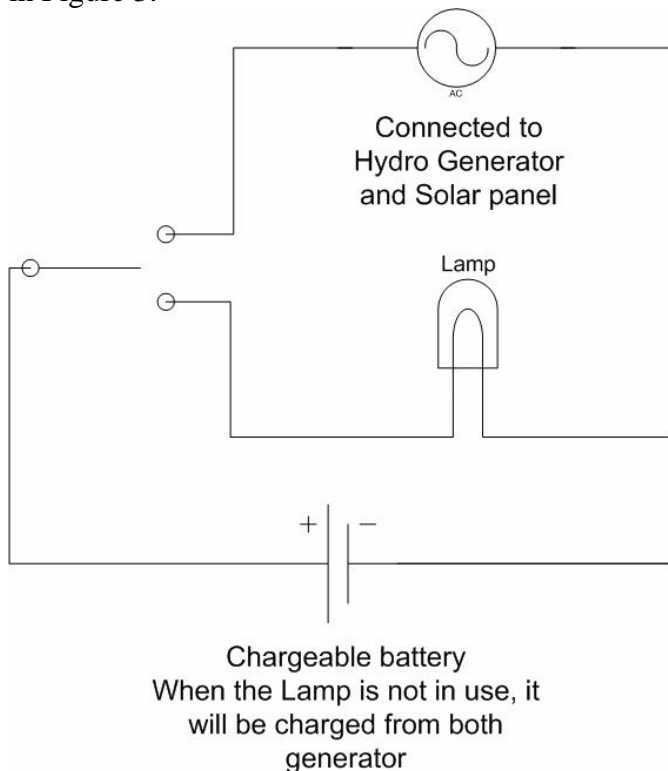 in Figure 3.
AC
Connected to
Hydro Generator
and Solar panel
Lamp
+ −
Chargeable battery
When the Lamp is not in use, it
will be charged from both
generator